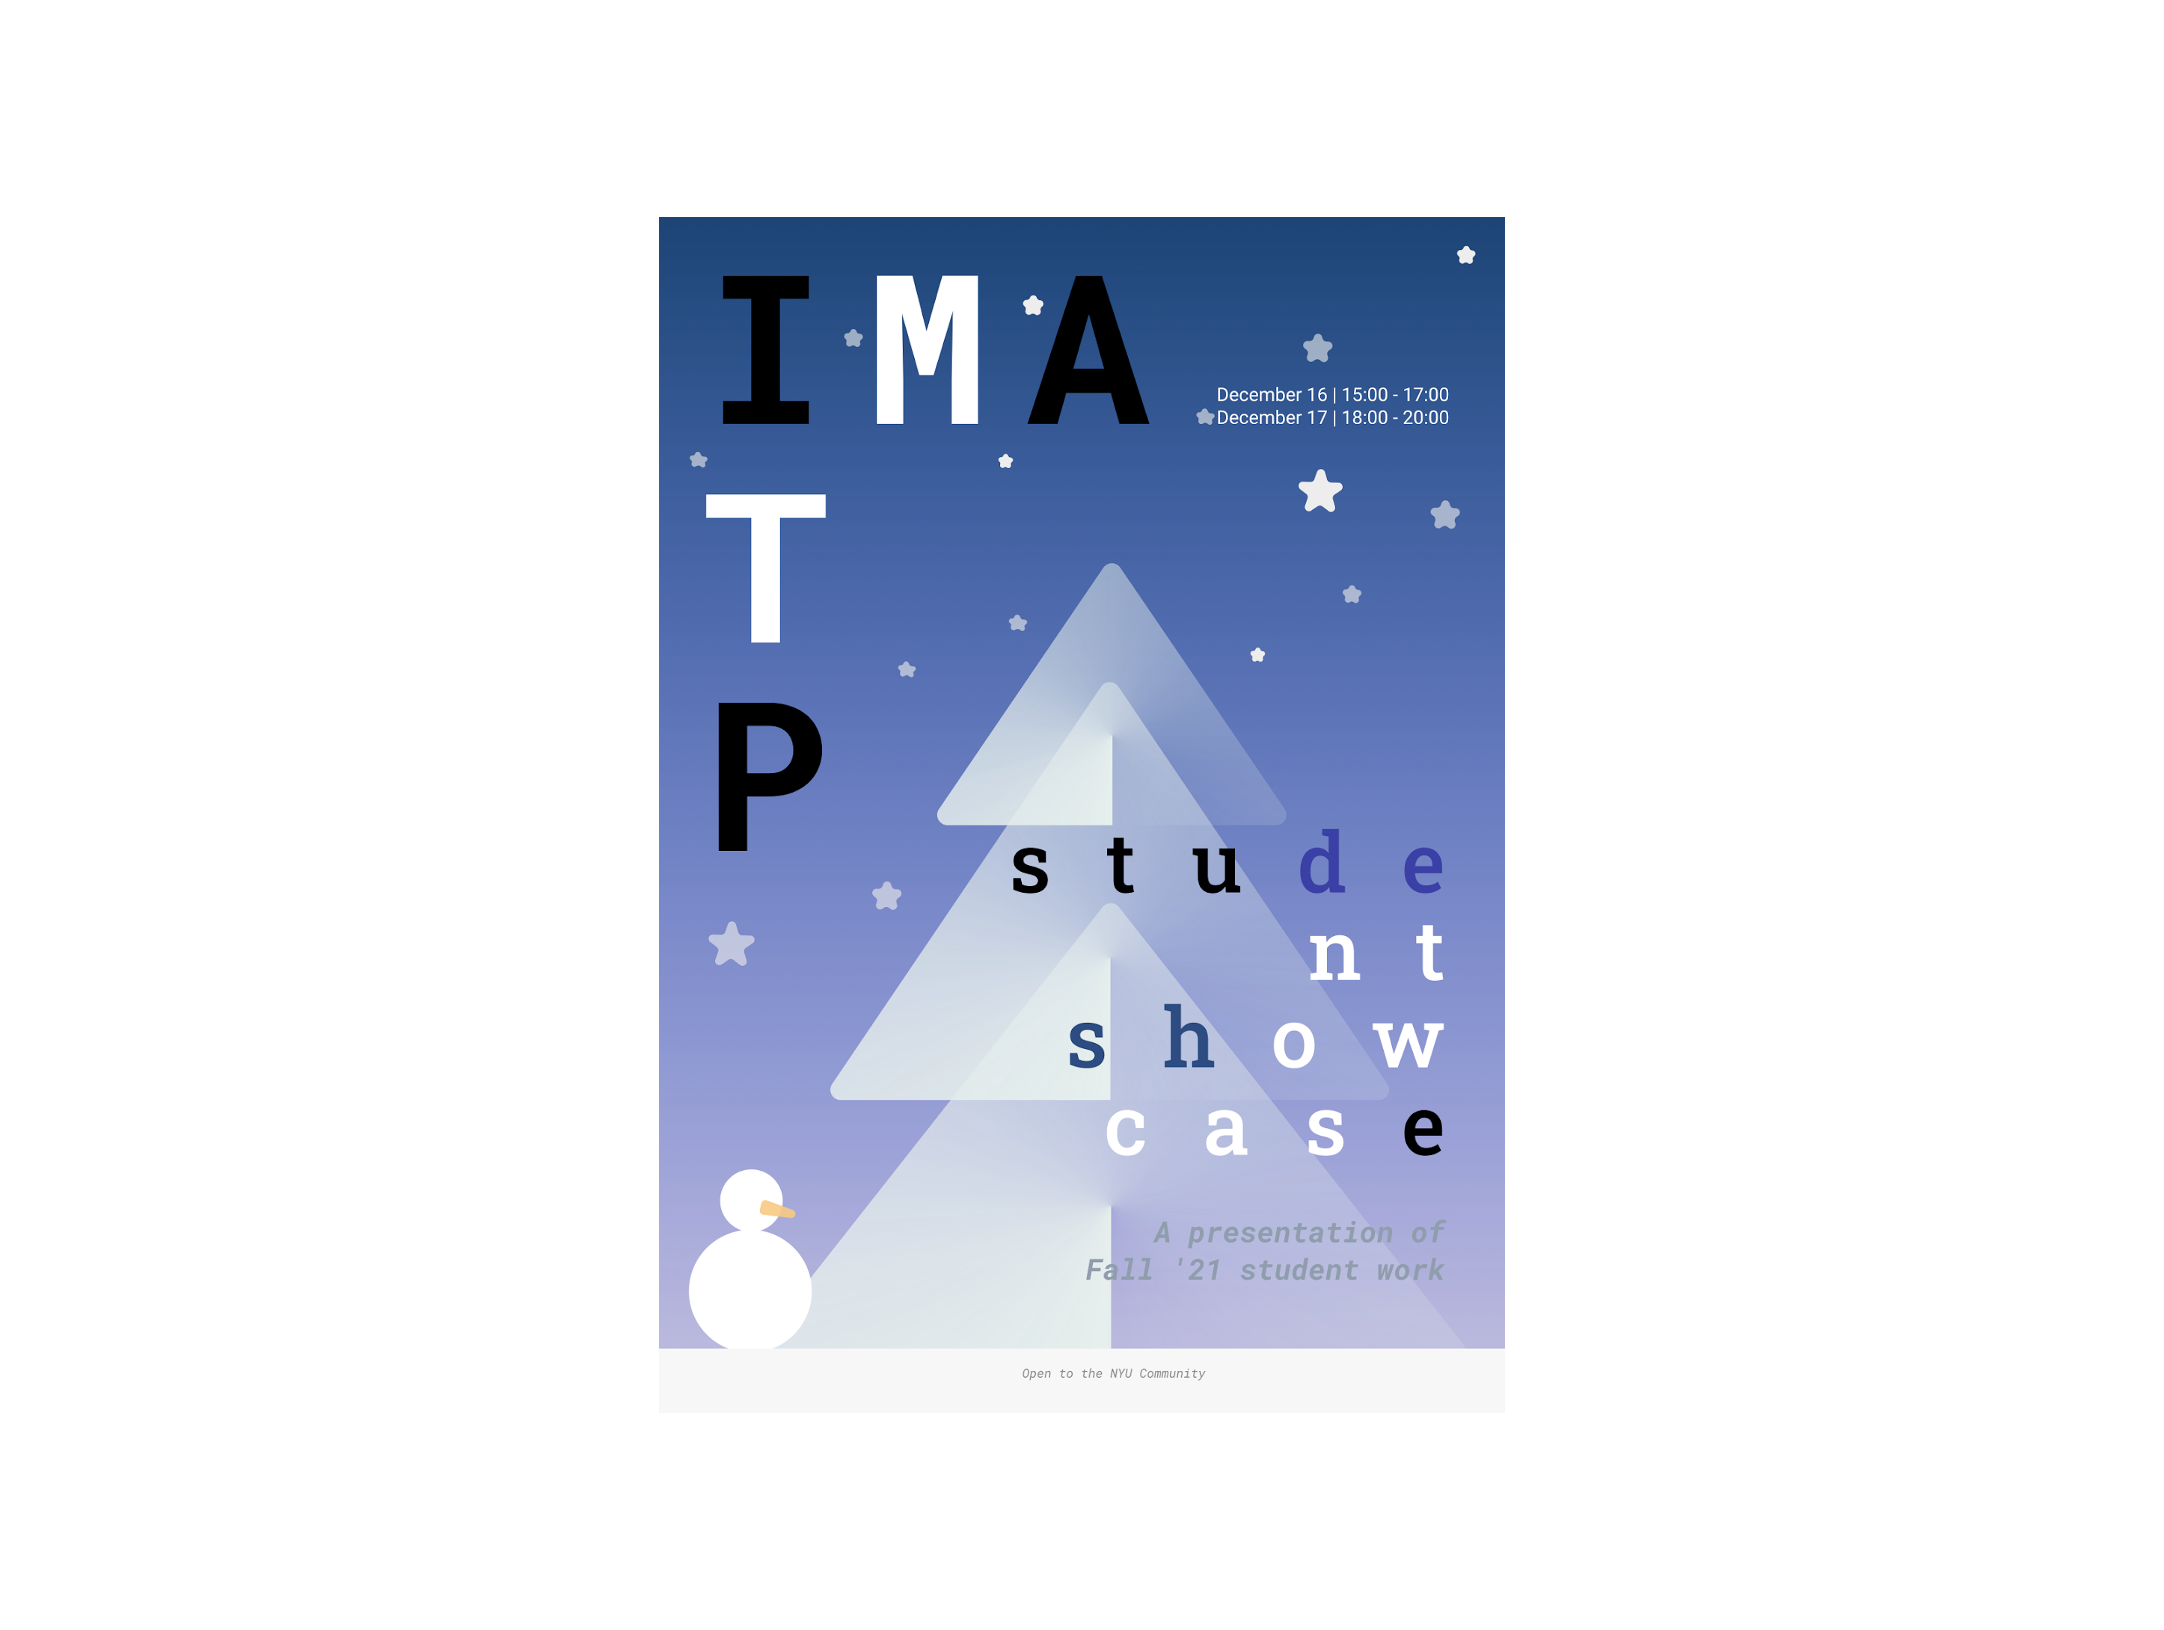 I M A
December 16 | 15:00 - 17:00
December 17 | 18:00 - 20:00
T
P
s t u d e
n t
s h o w
c a s e
A presentation of
Fall '21 student work
Open to the NYU Community